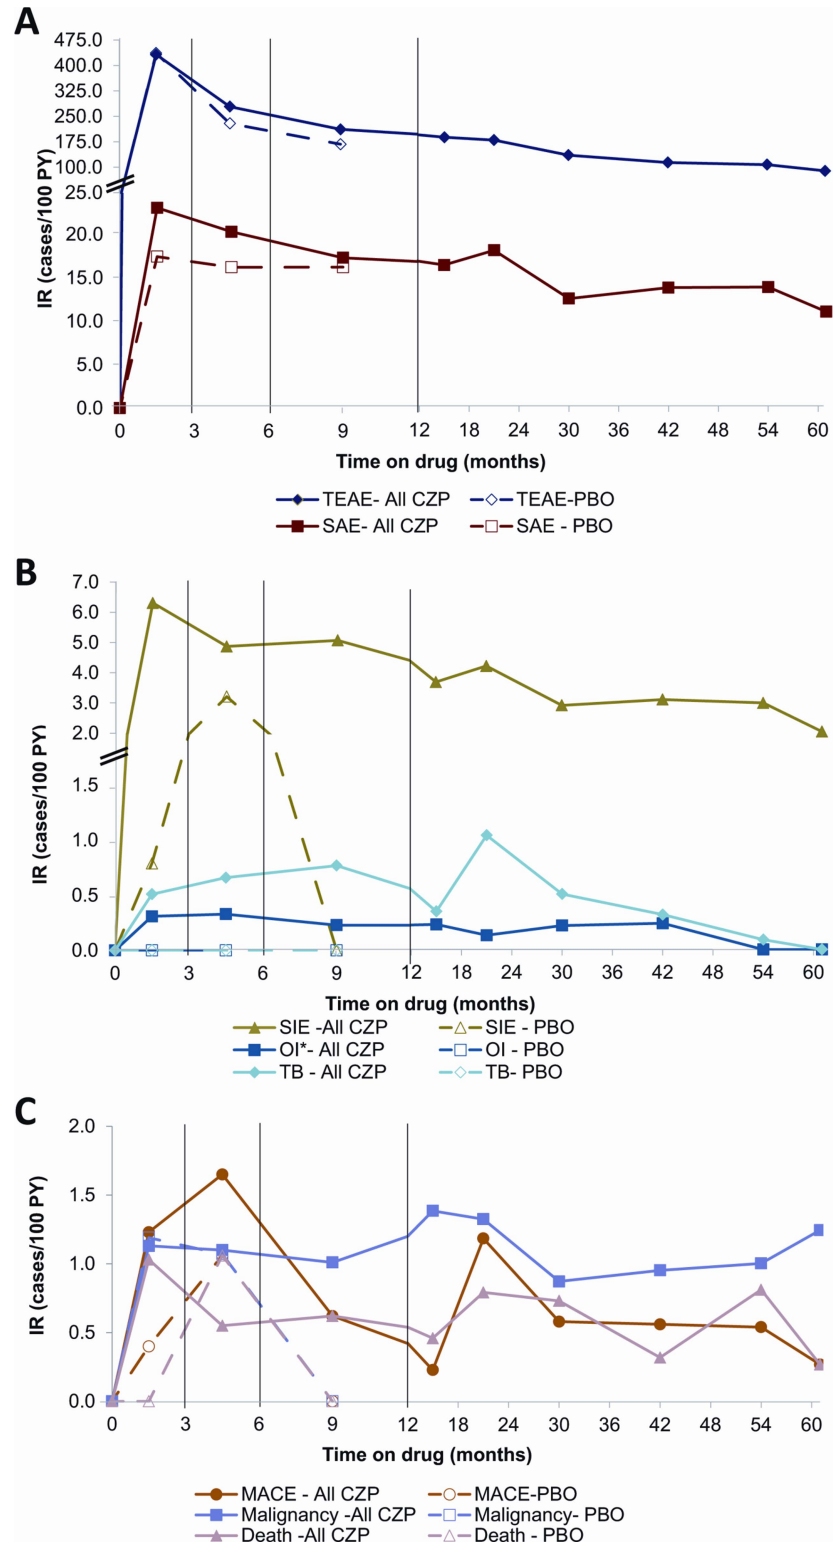 A
475.0
400.0
325.0
250.0
175.0
100.0
25.0
20.0
15.0
10.0
5.0
0.0
IR (cases/100 PY)
0 3 6 9 12 18 24 30 36 42 48 54 60
Time on drug (months)
TEAE- All CZP TEAE-PBO
SAE- All CZP SAE - PBO
B
7.0
6.0
5.0
4.0
3.0
2.0
1.5
1.0
0.5
0.0
IR (cases/100 PY)
0 3 6 9 12 18 24 30 36 42 48 54 60
Time on drug (months)
SIE -All CZP SIE - PBO
OI*- All CZP OI - PBO
TB - All CZP TB- PBO
C
2.0
1.5
1.0
0.5
0.0
IR (cases/100 PY)
0 3 6 9 12 18 24 30 36 42 48 54 60
Time on drug (months)
MACE - All CZP MACE-PBO
Malignancy -All CZP Malignancy- PBO
Death -All CZP Death - PBO